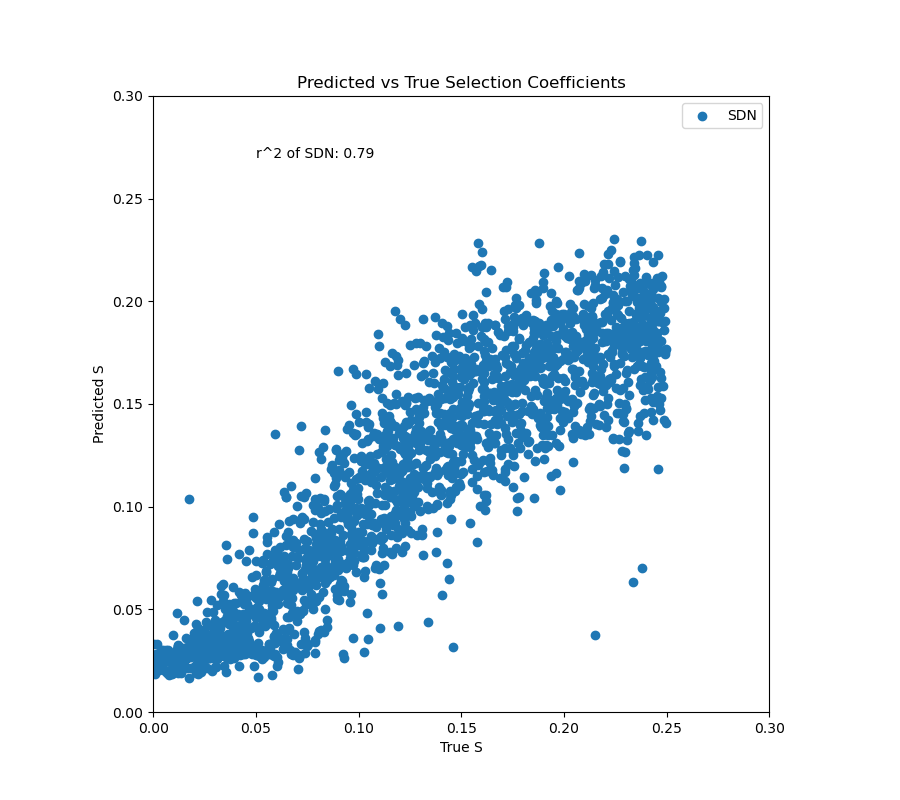 Predicted vs True Selection Coefficients
SDN
r^2 of SDN: 0.79
0.30
0.25
0.20
0.15
0.10
0.05
0.00
Predicted S
0.00 0.05 0.10 0.15 0.20 0.25 0.30
True S